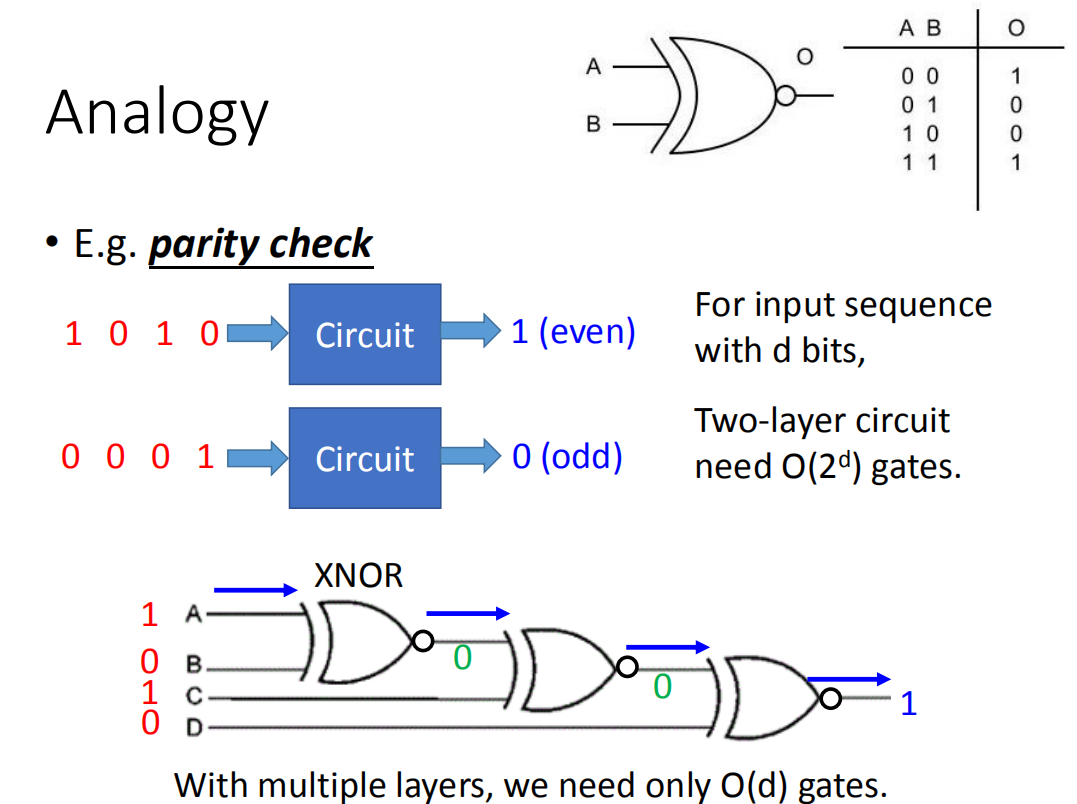 Analogy
A
B
O
A B O
0 0 1
0 1 0
1 0 0
1 1 1
• E.g. parity check
1 0 1 0 Circuit 1 (even)
0 0 0 1 Circuit 0 (odd)
For input sequence
with d bits,
Two-layer circuit
need O(2ᵈ) gates.
XNOR
1 A
0 B
1 C
0 D
0
0
1
With multiple layers, we need only O(d) gates.